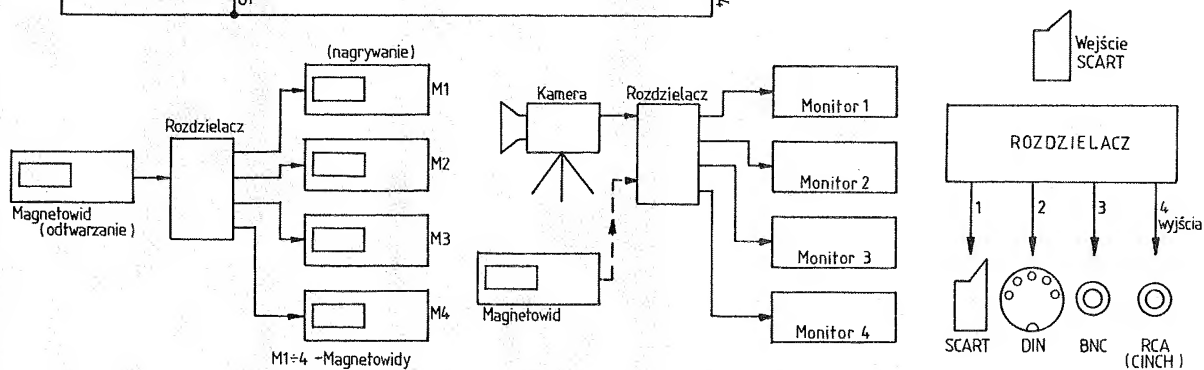 (nagrywanie)
M1
Rozdzielacz
M2
Magnetowid
(odtwarzanie)
M3
M4
M1÷4 -Magnetowidy
Kamera
Rozdzielacz
Monitor 1
Monitor 2
Monitor 3
Magnetowid
Monitor 4
Wejście
SCART
ROZDZIELACZ
1
2
3
4
wyjścia
SCART
DIN
BNC
RCA
(CINCH)